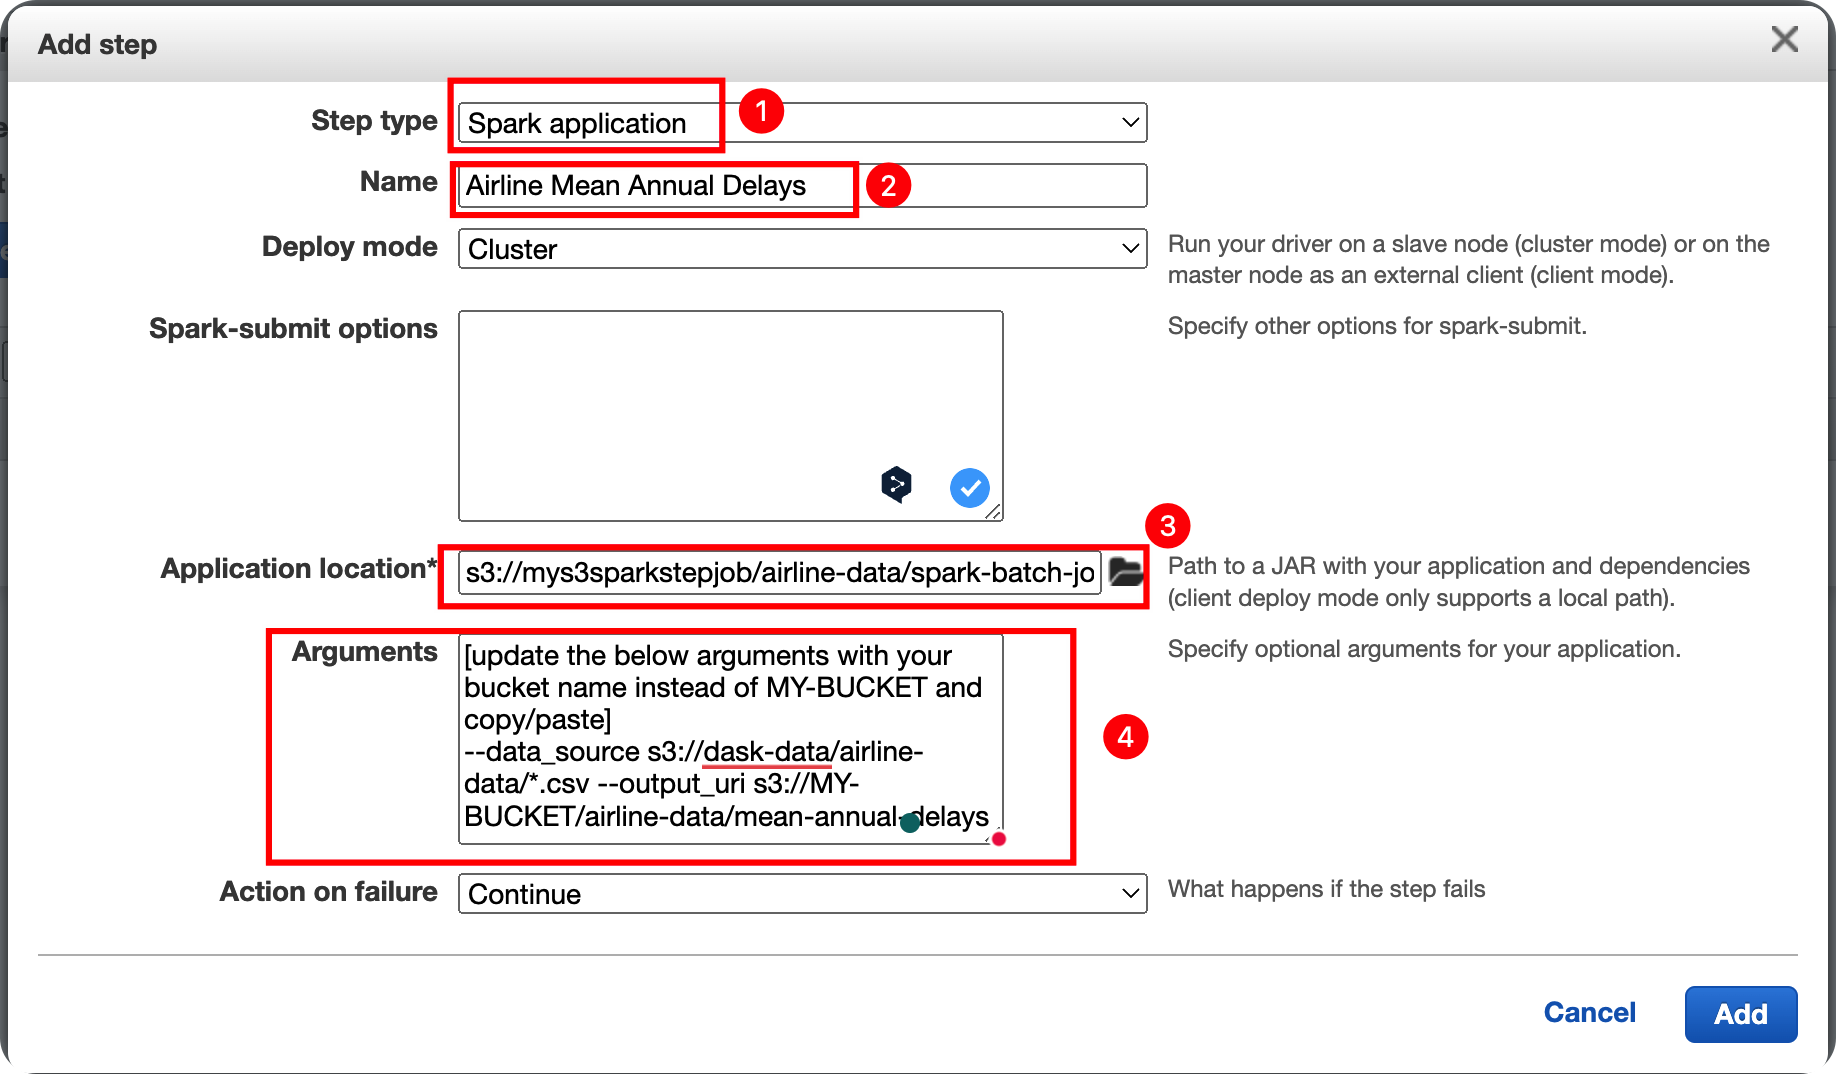 Add step
Step type
Spark application
1
Name
Airline Mean Annual Delays
2
Deploy mode
Cluster
Run your driver on a slave node (cluster mode) or on the
master node as an external client (client mode).
Spark-submit options
Specify other options for spark-submit.
3
Application location*
s3://mys3sparkstepjob/airline-data/spark-batch-jo
Path to a JAR with your application and dependencies
(client deploy mode only supports a local path).
Arguments
[update the below arguments with your
bucket name instead of MY-BUCKET and
copy/paste]
--data_source s3://dask-data/airline-
data/*.csv --output_uri s3://MY-
BUCKET/airline-data/mean-annual-delays
Specify optional arguments for your application.
4
Action on failure
Continue
What happens if the step fails
Cancel
Add